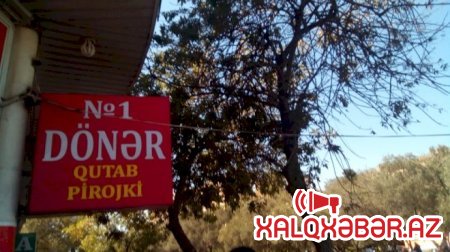 №1
DÖNƏR
QUTAB
PIROJKİ
A
XALQXƏBƏR.AZ